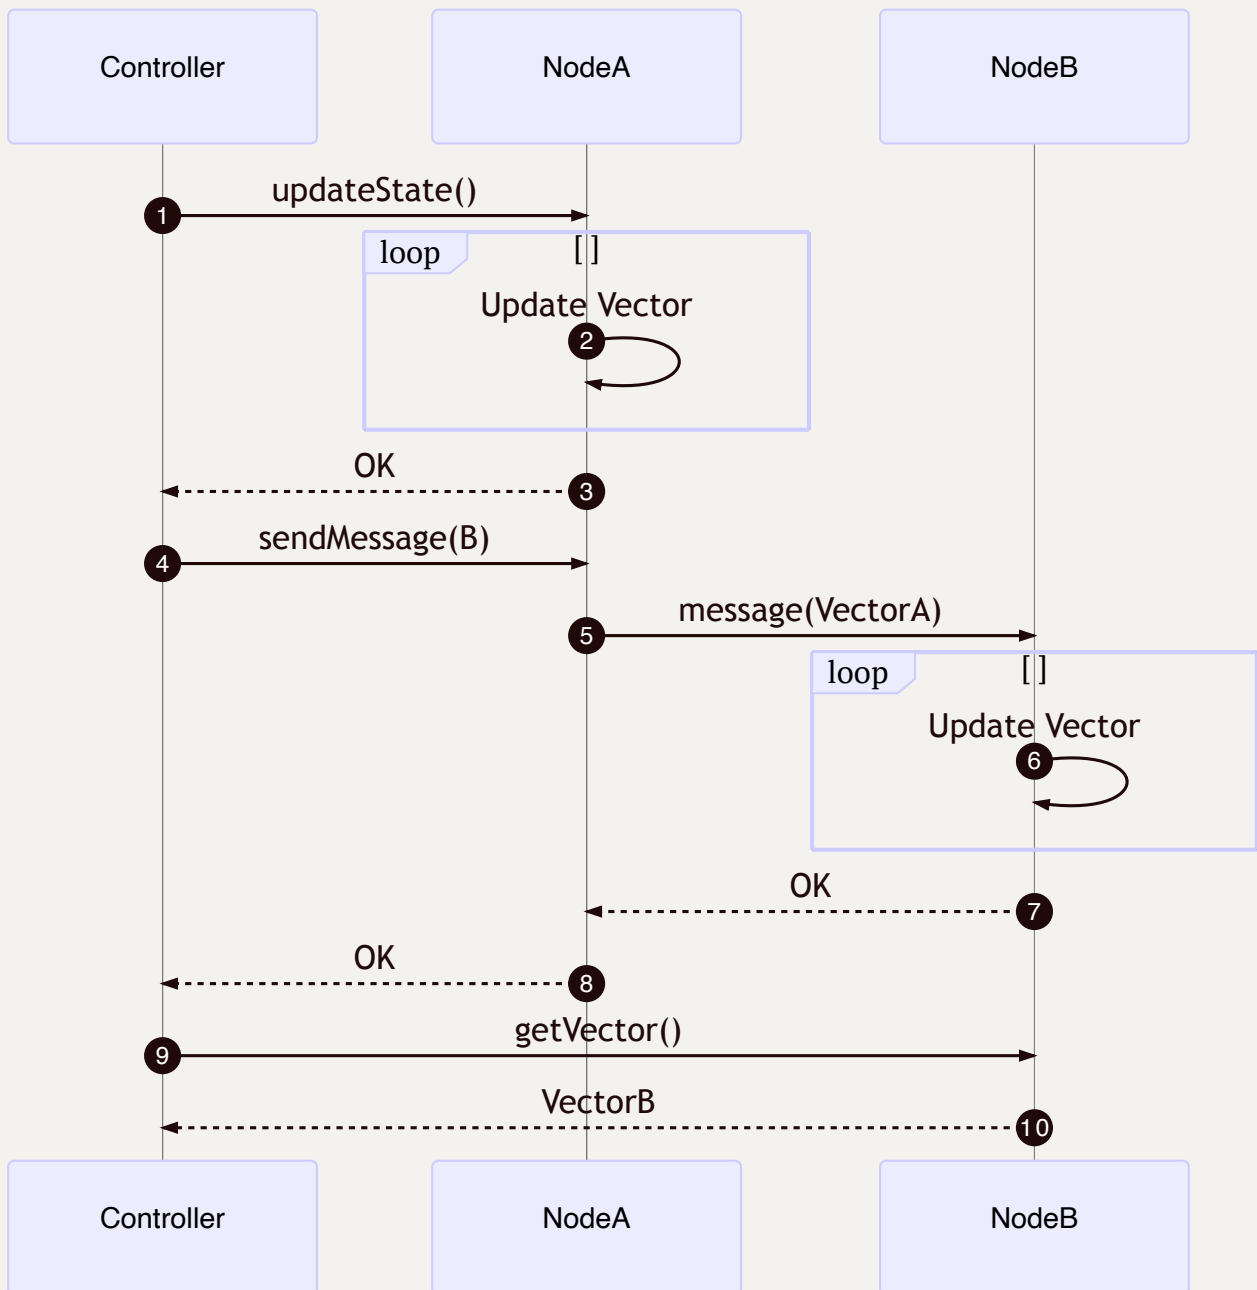 Controller
NodeA
NodeB
updateState()
1
loop
[ ]
Update Vector
2
OK
3
sendMessage(B)
4
message(VectorA)
5
loop
[ ]
Update Vector
6
OK
7
OK
8
getVector()
9
VectorB
10
Controller
NodeA
NodeB